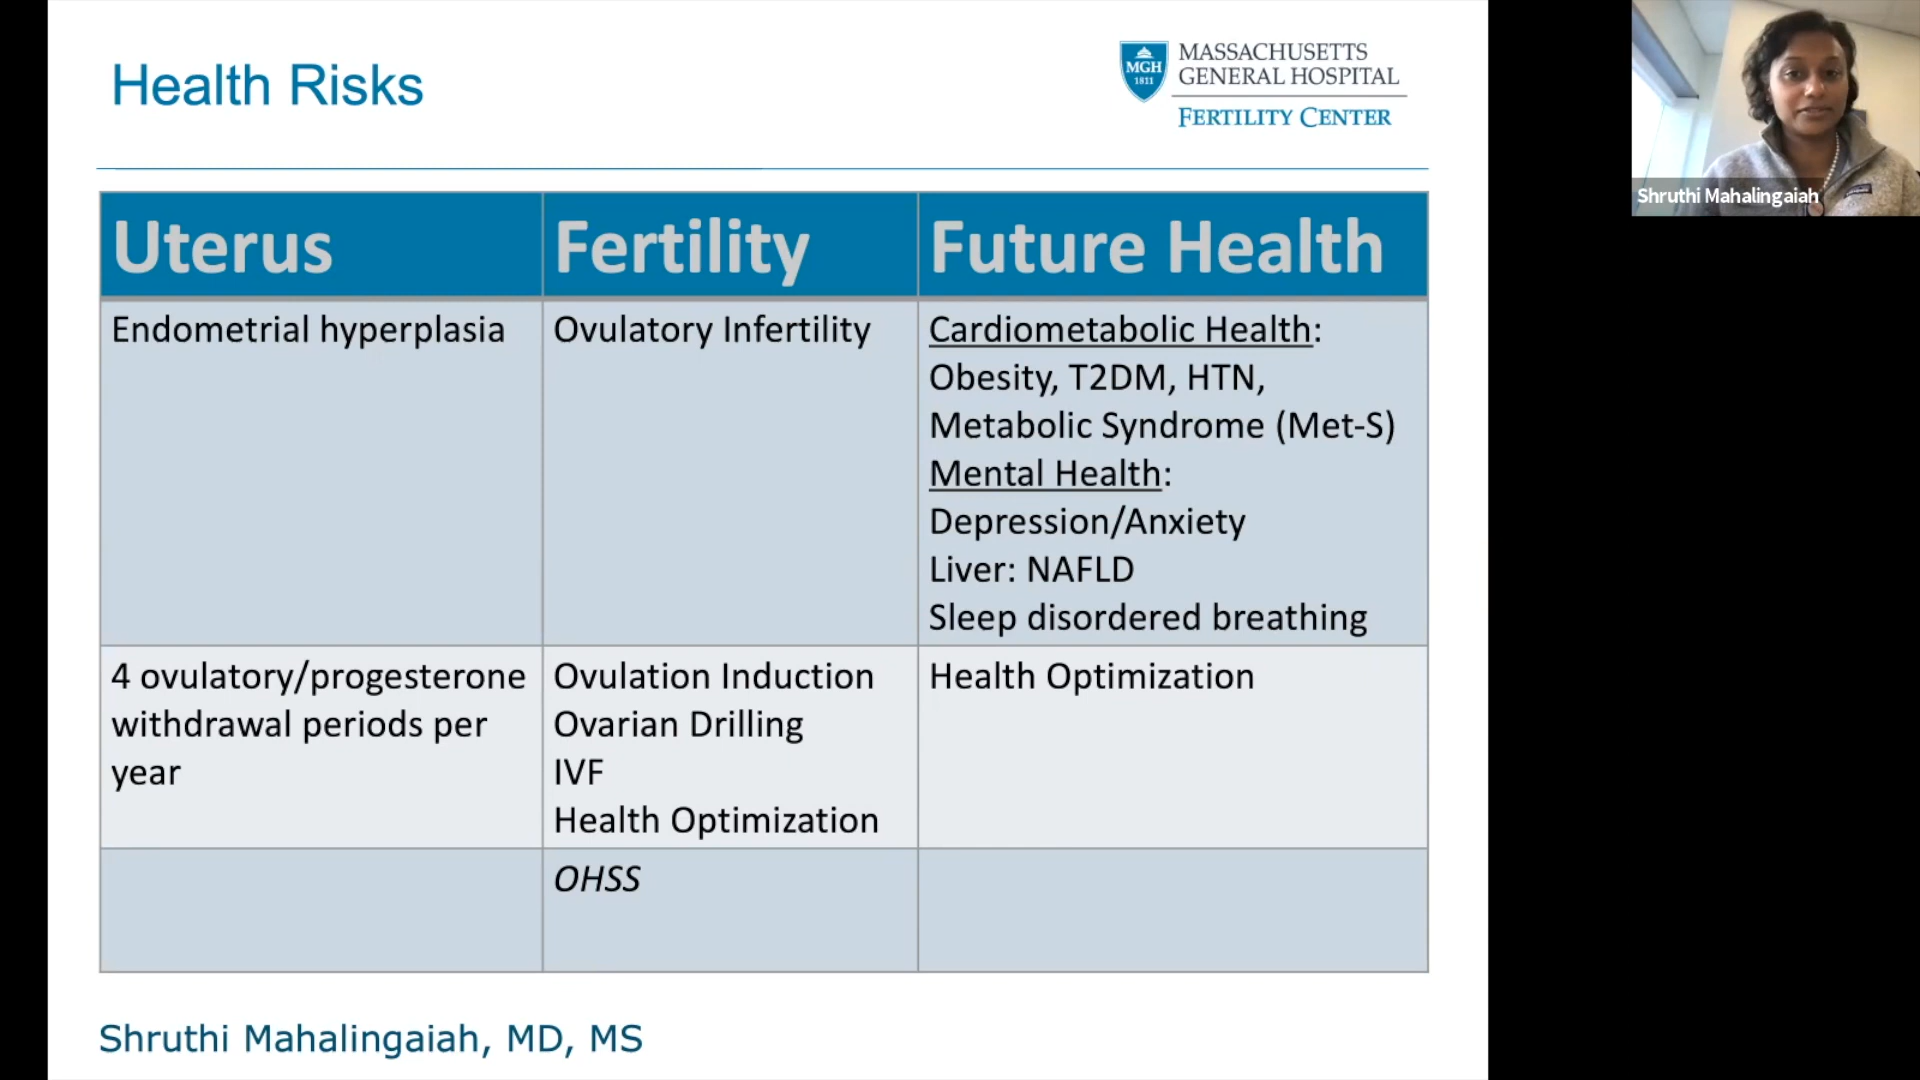 Health Risks
MASSACHUSETTS
GENERAL HOSPITAL
FERTILITY CENTER
MGH
1811
Shruthi Mahalingaiah
Uterus
Fertility
Future Health
Endometrial hyperplasia
Ovulatory Infertility
Cardiometabolic Health:
Obesity, T2DM, HTN,
Metabolic Syndrome (Met-S)
Mental Health:
Depression/Anxiety
Liver: NAFLD
Sleep disordered breathing
4 ovulatory/progesterone
withdrawal periods per
year
Ovulation Induction
Ovarian Drilling
IVF
Health Optimization
Health Optimization
OHSS
Shruthi Mahalingaiah, MD, MS